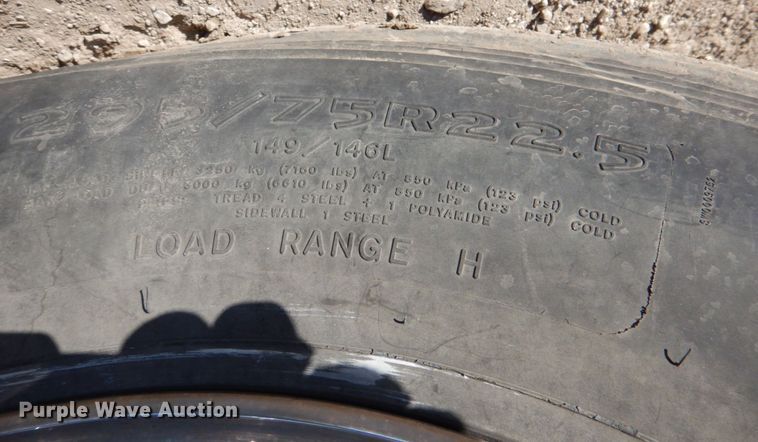 295/75R22.5
149/146L
SINGLE 3250 kg (7160 lbs) AT 850 kPa (123 psi) COLD
DUAL 3000 kg (6610 lbs) AT 850 kPa (123 psi) COLD
TREAD 4 STEEL + 1 POLYAMIDE
SIDEWALL 1 STEEL
LOAD RANGE H
Purple Wave Auction